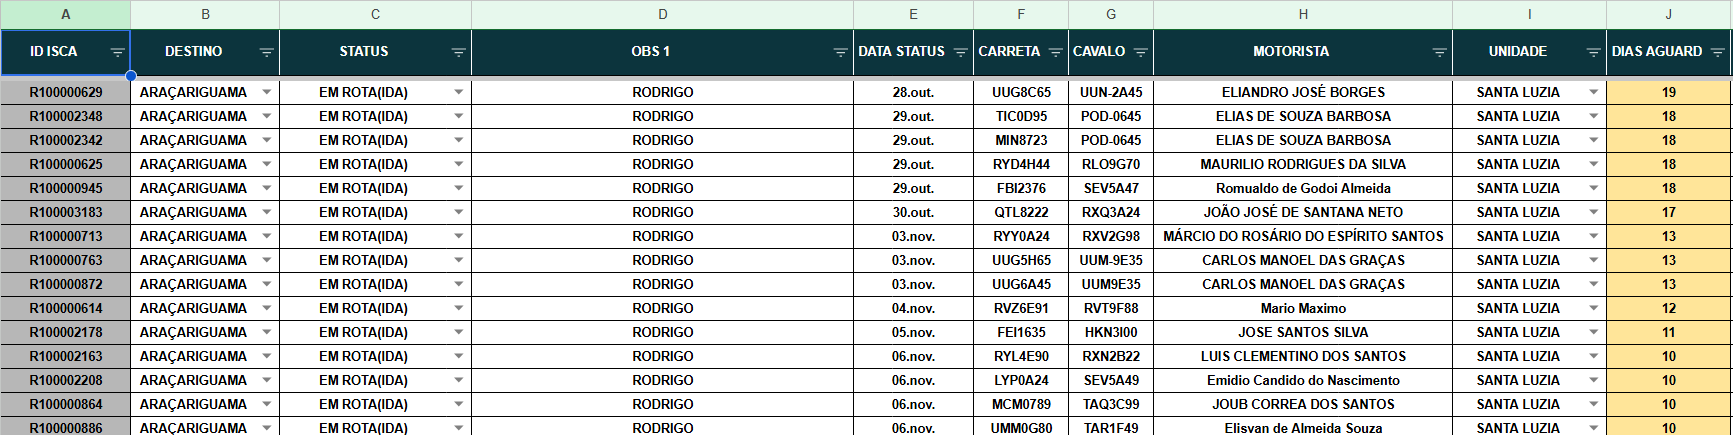 A B C D E F G H I J
ID ISCA DESTINO STATUS OBS 1 DATA STATUS CARRETA CAVALO MOTORISTA UNIDADE DIAS AGUARD
R100000629 ARAÇARIGUAMA EM ROTA(IDA) RODRIGO 28.out. UUG8C65 UUN-2A45 ELIANDRO JOSÉ BORGES SANTA LUZIA 19
R100002348 ARAÇARIGUAMA EM ROTA(IDA) RODRIGO 29.out. TIC0D95 POD-0645 ELIAS DE SOUZA BARBOSA SANTA LUZIA 18
R100002342 ARAÇARIGUAMA EM ROTA(IDA) RODRIGO 29.out. MIN8723 POD-0645 ELIAS DE SOUZA BARBOSA SANTA LUZIA 18
R100000625 ARAÇARIGUAMA EM ROTA(IDA) RODRIGO 29.out. RYD4H44 RLO9G70 MAURILIO RODRIGUES DA SILVA SANTA LUZIA 18
R100000945 ARAÇARIGUAMA EM ROTA(IDA) RODRIGO 29.out. FBI2376 SEV5A47 Romualdo de Godoi Almeida SANTA LUZIA 18
R100003183 ARAÇARIGUAMA EM ROTA(IDA) RODRIGO 30.out. QTL8222 RXQ3A24 JOÃO JOSÉ DE SANTANA NETO SANTA LUZIA 17
R100000713 ARAÇARIGUAMA EM ROTA(IDA) RODRIGO 03.nov. RYY0A24 RXV2G98 MÁRCIO DO ROSÁRIO DO ESPÍRITO SANTOS SANTA LUZIA 13
R100000763 ARAÇARIGUAMA EM ROTA(IDA) RODRIGO 03.nov. UUG5H65 UUM-9E35 CARLOS MANOEL DAS GRAÇAS SANTA LUZIA 13
R100000872 ARAÇARIGUAMA EM ROTA(IDA) RODRIGO 03.nov. UUG6A45 UUM9E35 CARLOS MANOEL DAS GRAÇAS SANTA LUZIA 13
R100000614 ARAÇARIGUAMA EM ROTA(IDA) RODRIGO 04.nov. RVZ6E91 RVT9F88 Mario Maximo SANTA LUZIA 12
R100002178 ARAÇARIGUAMA EM ROTA(IDA) RODRIGO 05.nov. FEI1635 HKN3I00 JOSE SANTOS SILVA SANTA LUZIA 11
R100002163 ARAÇARIGUAMA EM ROTA(IDA) RODRIGO 06.nov. RYL4E90 RXN2B22 LUIS CLEMENTINO DOS SANTOS SANTA LUZIA 10
R100002208 ARAÇARIGUAMA EM ROTA(IDA) RODRIGO 06.nov. LYP0A24 SEV5A49 Emidio Candido do Nascimento SANTA LUZIA 10
R100000864 ARAÇARIGUAMA EM ROTA(IDA) RODRIGO 06.nov. MCM0789 TAQ3C99 JOUB CORREA DOS SANTOS SANTA LUZIA 10
R100000886 ARAÇARIGUAMA EM ROTA(IDA) RODRIGO 06.nov. UMM0G80 TAR1F49 Elisvan de Almeida Souza SANTA LUZIA 10